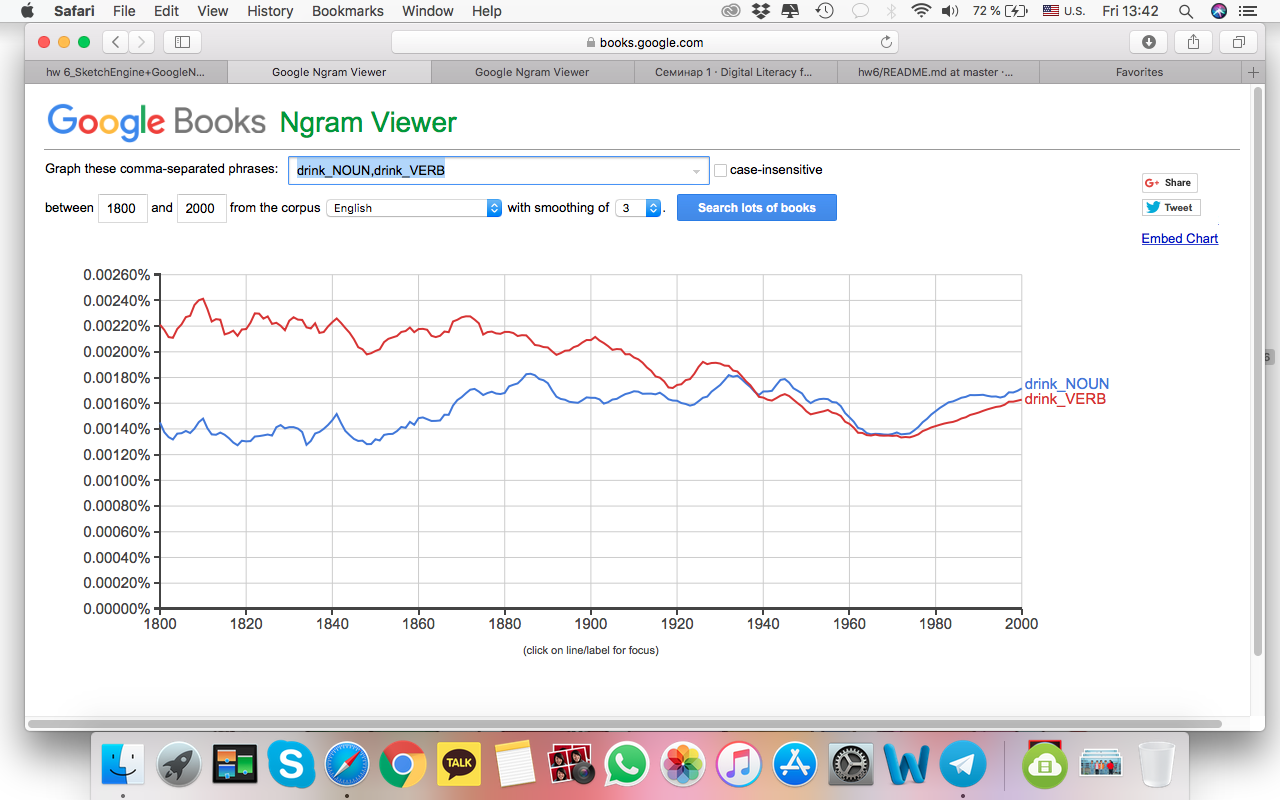 Safari File Edit View History Bookmarks Window Help 72 % U.S. Fri 13:42
books.google.com
hw 6_SketchEngine+GoogleN... Google Ngram Viewer Google Ngram Viewer Семинар 1 · Digital Literacy f... hw6/README.md at master ·... Favorites
Google Books Ngram Viewer
Graph these comma-separated phrases: drink_NOUN,drink_VERB case-insensitive
between 1800 and 2000 from the corpus English with smoothing of 3 . Search lots of books
G+ Share
Tweet
Embed Chart
0.00260%
0.00240%
0.00220%
0.00200%
0.00180%
0.00160%
0.00140%
0.00120%
0.00100%
0.00080%
0.00060%
0.00040%
0.00020%
0.00000%
drink_NOUN
drink_VERB
1800 1820 1840 1860 1880 1900 1920 1940 1960 1980 2000
(click on line/label for focus)
6
S TALK W